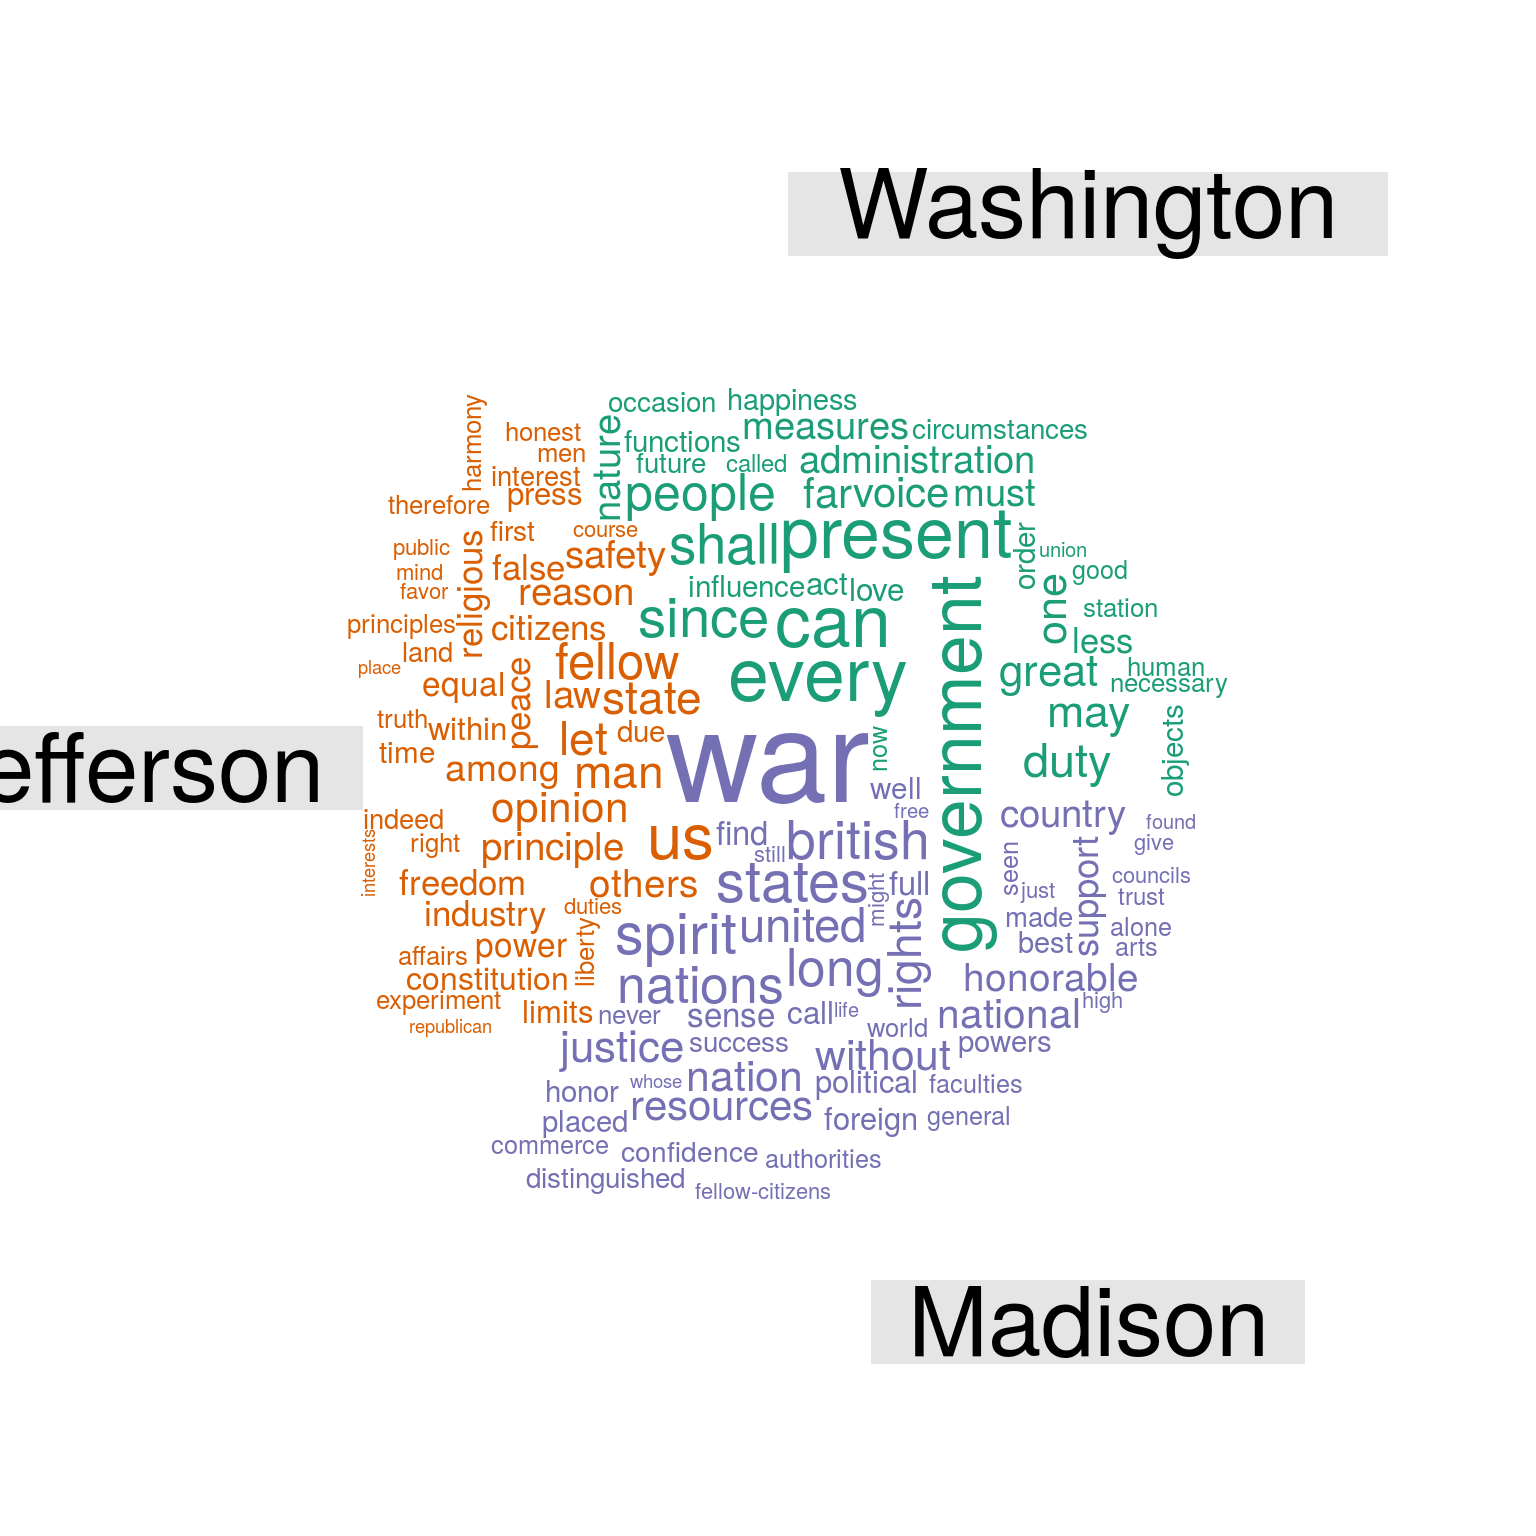 Washington
occasion
happiness
harmony
honest
nature
functions
measures
circumstances
men
interest
future
called
administration
therefore
press
people
far
voice
must
first
course
shall
present
order
union
public
religious
false
safety
mind
favor
reason
influence
act
love
government
one
good
station
principles
citizens
since
can
less
land
place
equal
peace
fellow
every
great
human
necessary
law
state
may
truth
within
let
due
war
now
duty
objects
efferson
time
among
man
well
free
country
found
opinion
indeed
interests
right
principle
us
find
still
british
seen
support
give
freedom
others
states
might
full
just
councils
trust
industry
duties
spirit
united
rights
made
alone
affairs
power
liberty
best
arts
constitution
nations
long
honorable
experiment
limits
never
sense
call
life
national
high
republican
world
justice
success
without
powers
honor
whose
nation
political
faculties
placed
resources
foreign
general
commerce
confidence
authorities
distinguished
fellow-citizens
Madison